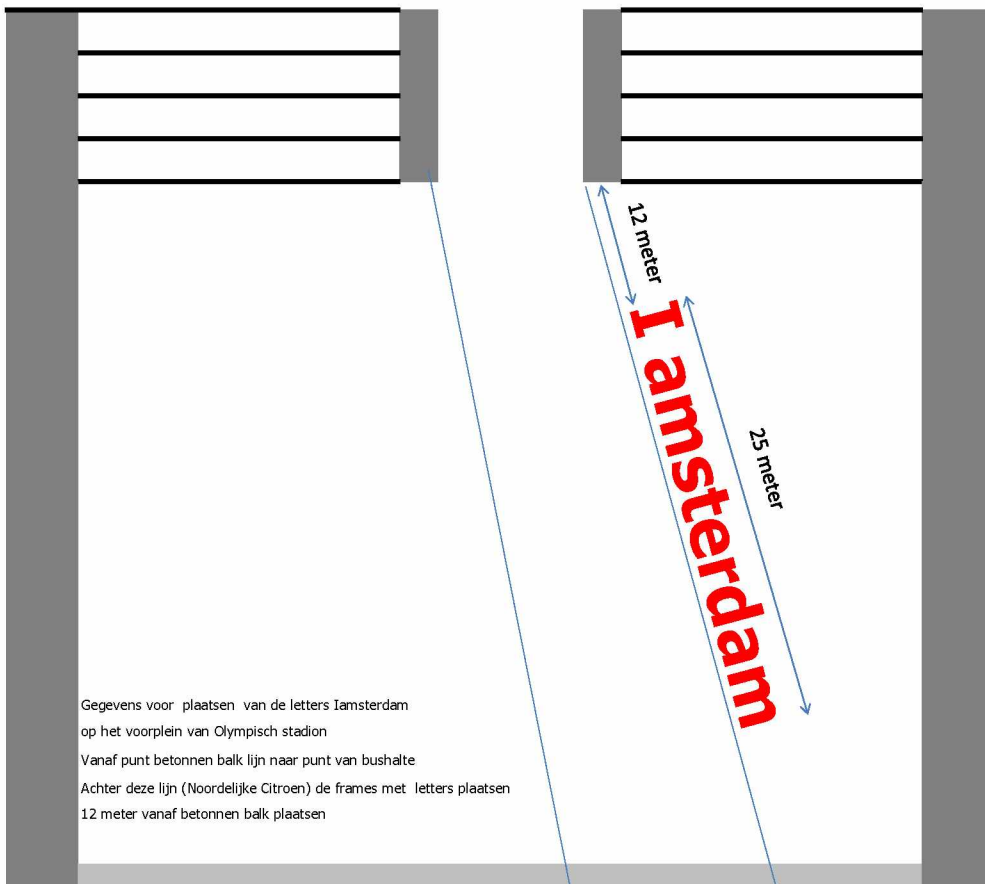 12 meter
I amsterdam
25 meter
Gegevens voor plaatsen van de letters Iamsterdam
op het voorplein van Olympisch stadion
Vanaf punt betonnen balk lijn naar punt van bushalte
Achter deze lijn (Noordelijke Citroen) de frames met letters plaatsen
12 meter vanaf betonnen balk plaatsen